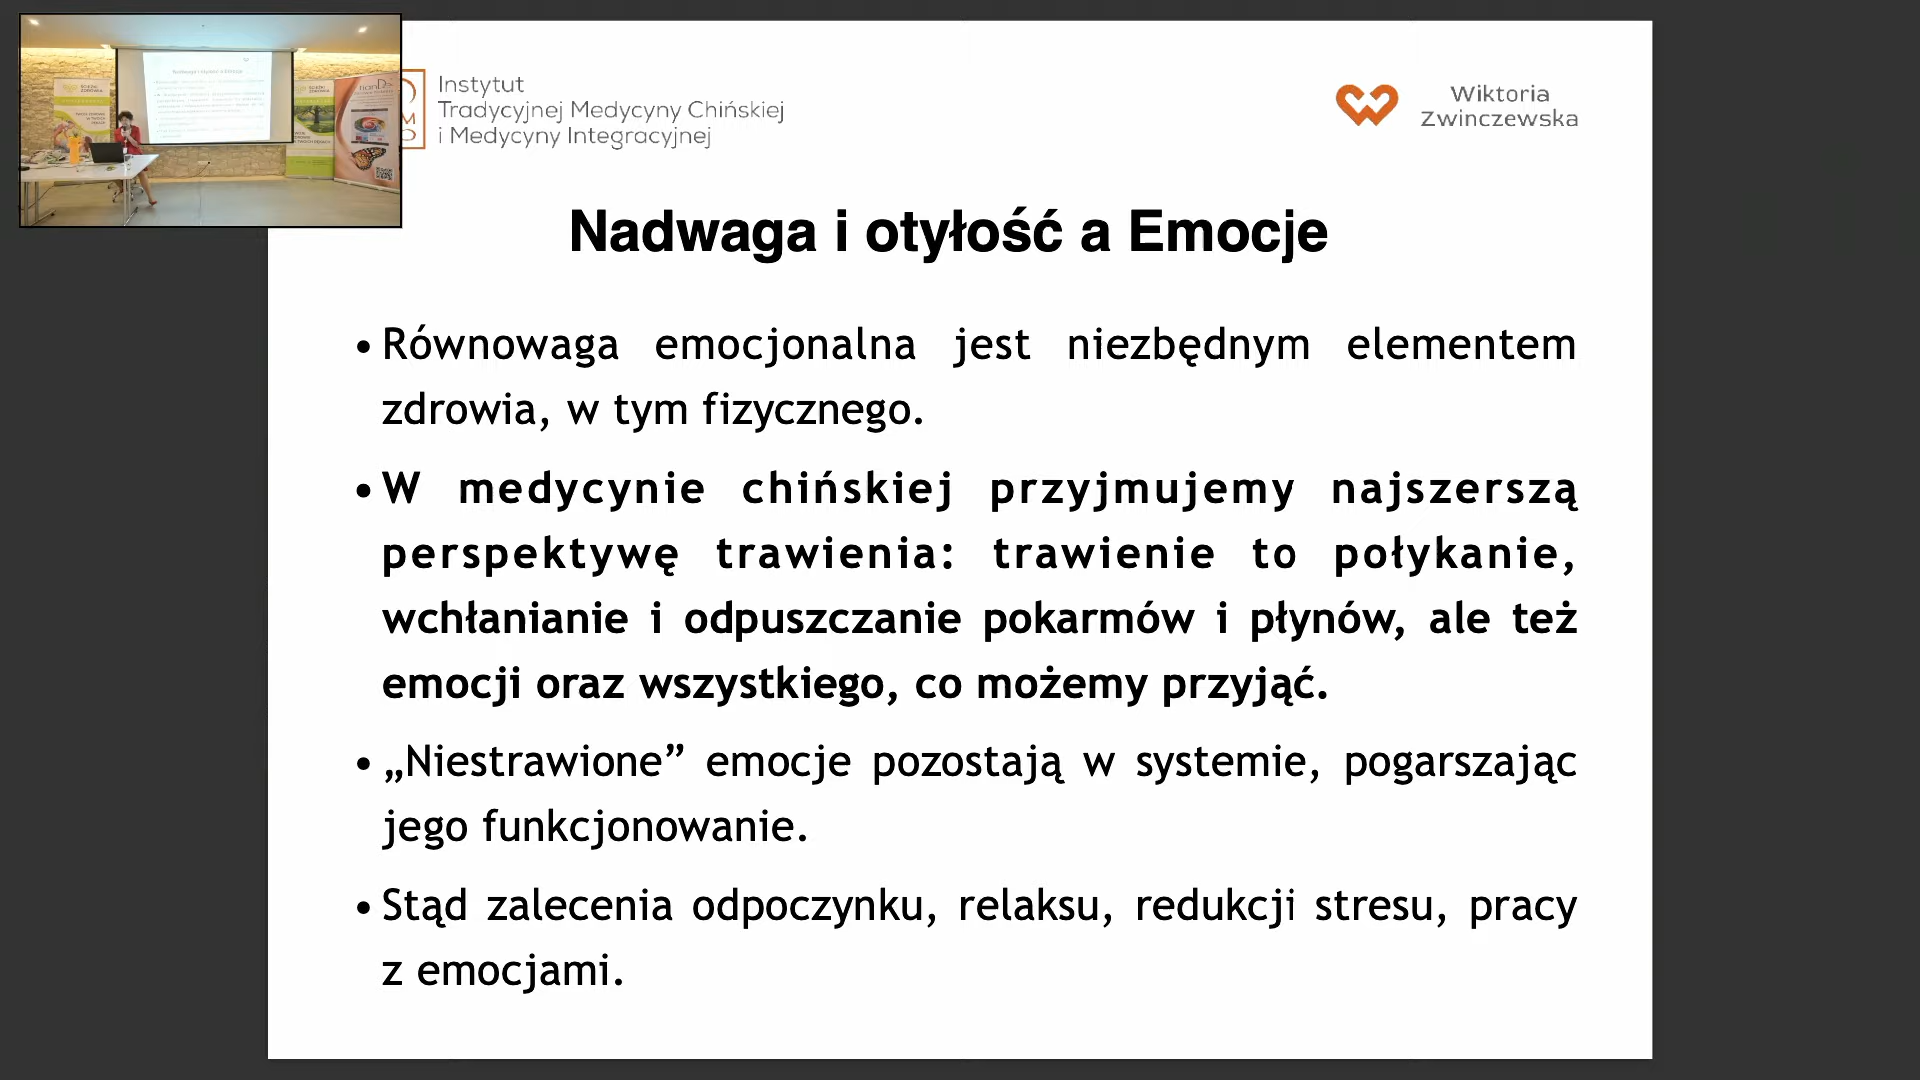 Instytut
Tradycyjnej Medycyny Chińskiej
i Medycyny Integracyjnej
Wiktoria
Zwinczewska
Nadwaga i otyłość a Emocje
• Równowaga emocjonalna jest niezbędnym elementem
zdrowia, w tym fizycznego.
• W medycynie chińskiej przyjmujemy najszerszą
perspektywę trawienia: trawienie to połykanie,
wchłanianie i odpuszczanie pokarmów i płynów, ale też
emocji oraz wszystkiego, co możemy przyjąć.
• „Niestrawione” emocje pozostają w systemie, pogarszając
jego funkcjonowanie.
• Stąd zalecenia odpoczynku, relaksu, redukcji stresu, pracy
z emocjami.